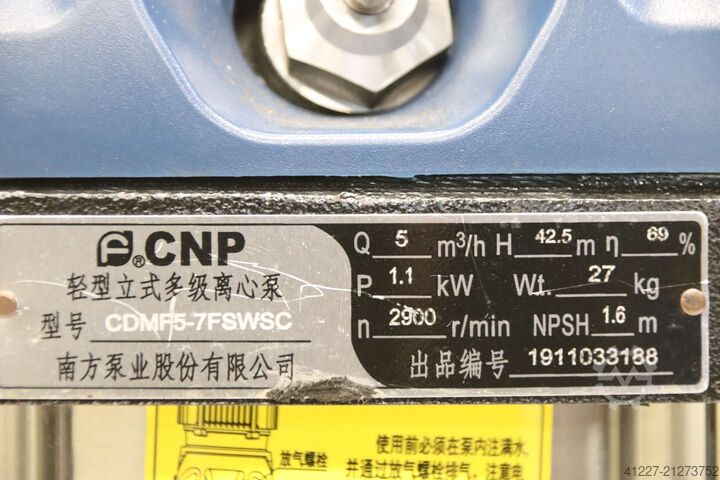 CNP
轻型立式多级离心泵
型号 CDMF5-7FSWSC
南方泵业股份有限公司
Q 5 m³/h H 42.5 m η 69 %
P 1.1 kW Wt. 27 kg
n 2900 r/min NPSH 1.6 m
出品编号 1911033188
放气螺栓
使用前必须在泵内注满水,
并通过放气螺栓排气，注意电
41227-21273752